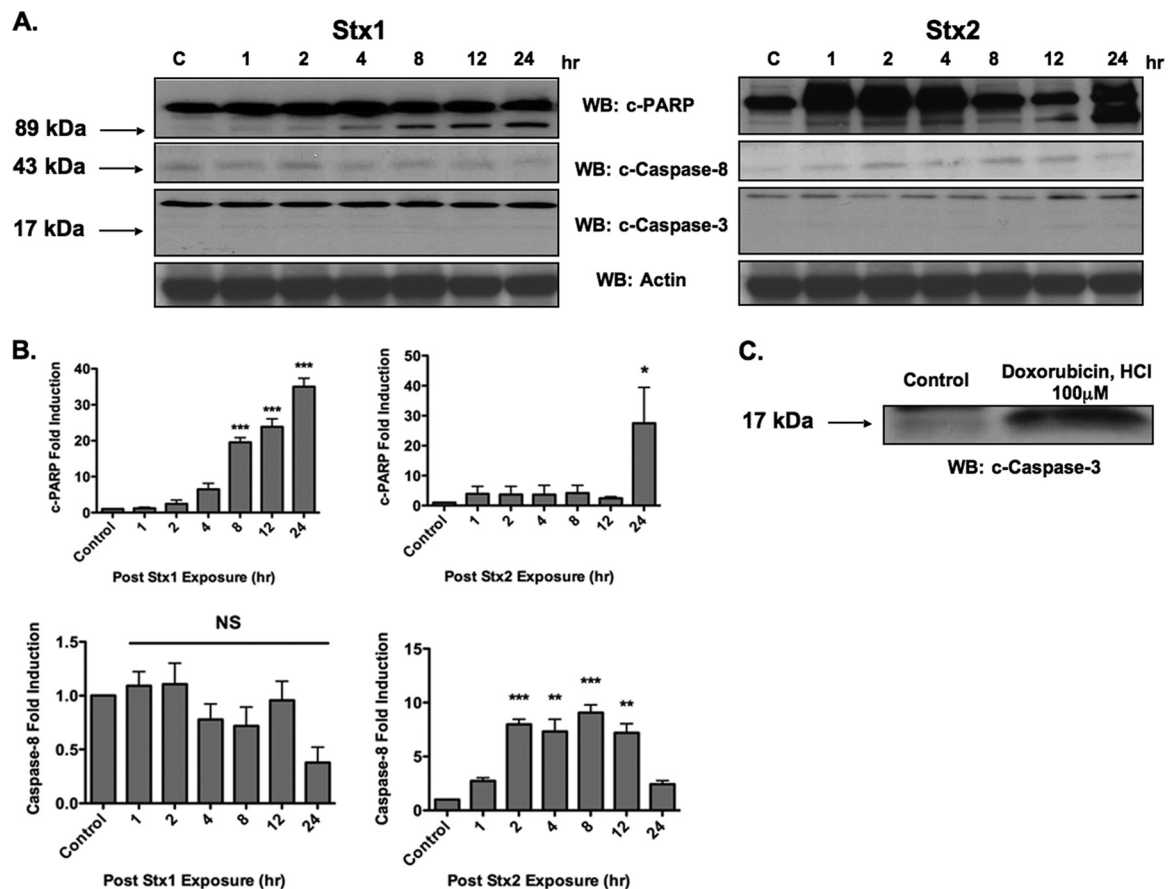 A.
Stx1
Stx2
C 1 2 4 8 12 24 hr
C 1 2 4 8 12 24 hr
WB: c-PARP
89 kDa
43 kDa
WB: c-Caspase-8
WB: c-Caspase-3
17 kDa
WB: Actin
B.
c-PARP Fold Induction
40
30
20
10
0
***
***
***
Control 1 2 4 8 12 24
Post Stx1 Exposure (hr)
c-PARP Fold Induction
50
40
30
20
10
0
*
Control 1 2 4 8 12 24
Post Stx2 Exposure (hr)
C.
Control
Doxorubicin, HCl
100μM
17 kDa
WB: c-Caspase-3
Caspase-8 Fold Induction
1.5
1.0
0.5
0.0
NS
Control 1 2 4 8 12 24
Post Stx1 Exposure (hr)
Caspase-8 Fold Induction
15
10
5
0
***
**
***
**
Control 1 2 4 8 12 24
Post Stx2 Exposure (hr)